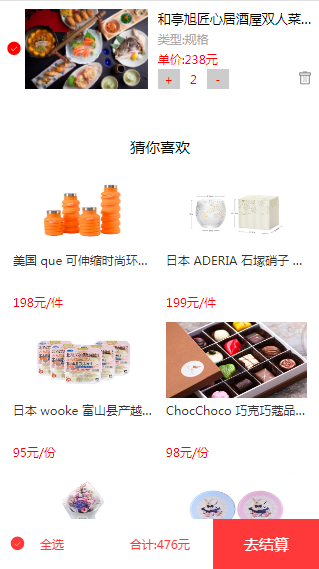 和亭旭匠心居酒屋双人菜...
类型:规格
单价:238元
+ 2 -
猜你喜欢
美国 que 可伸缩时尚环...
日本 ADERIA 石塚硝子 ...
198元/件
199元/件
日本 wooke 富山县产越...
ChocChoco 巧克巧蔻品...
95元/份
98元/份
全选
合计:476元
去结算